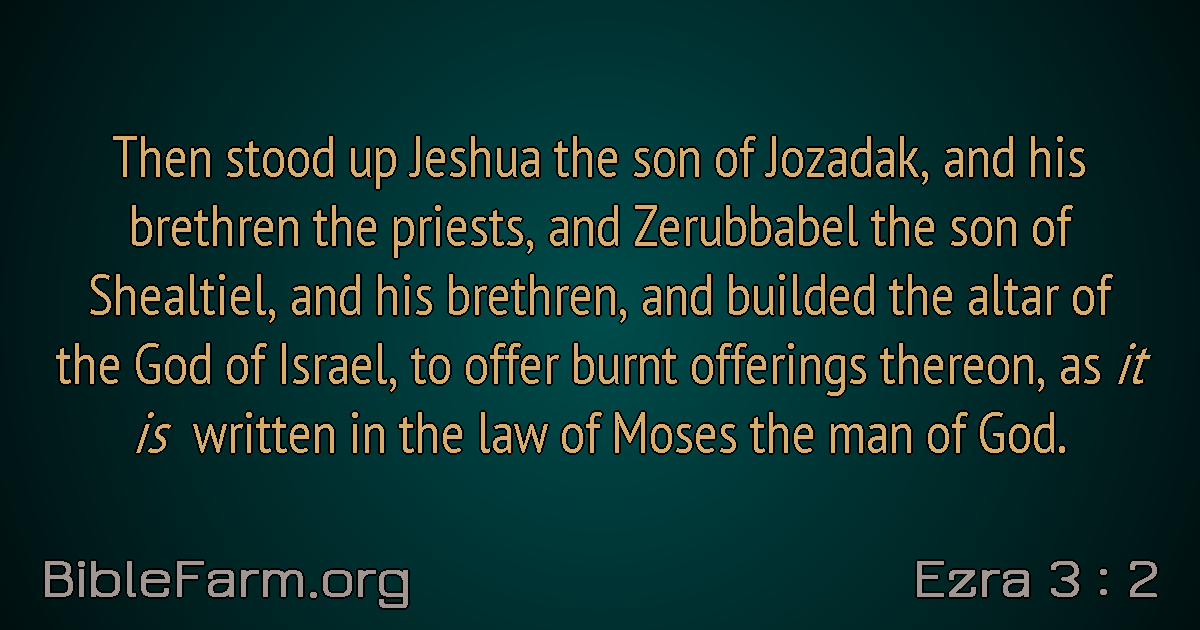 Then stood up Jeshua the son of Jozadak, and his
brethren the priests, and Zerubbabel the son of
Shealtiel, and his brethren, and builded the altar of
the God of Israel, to offer burnt offerings thereon, as it
is written in the law of Moses the man of God.
BibleFarm.org
Ezra 3 : 2